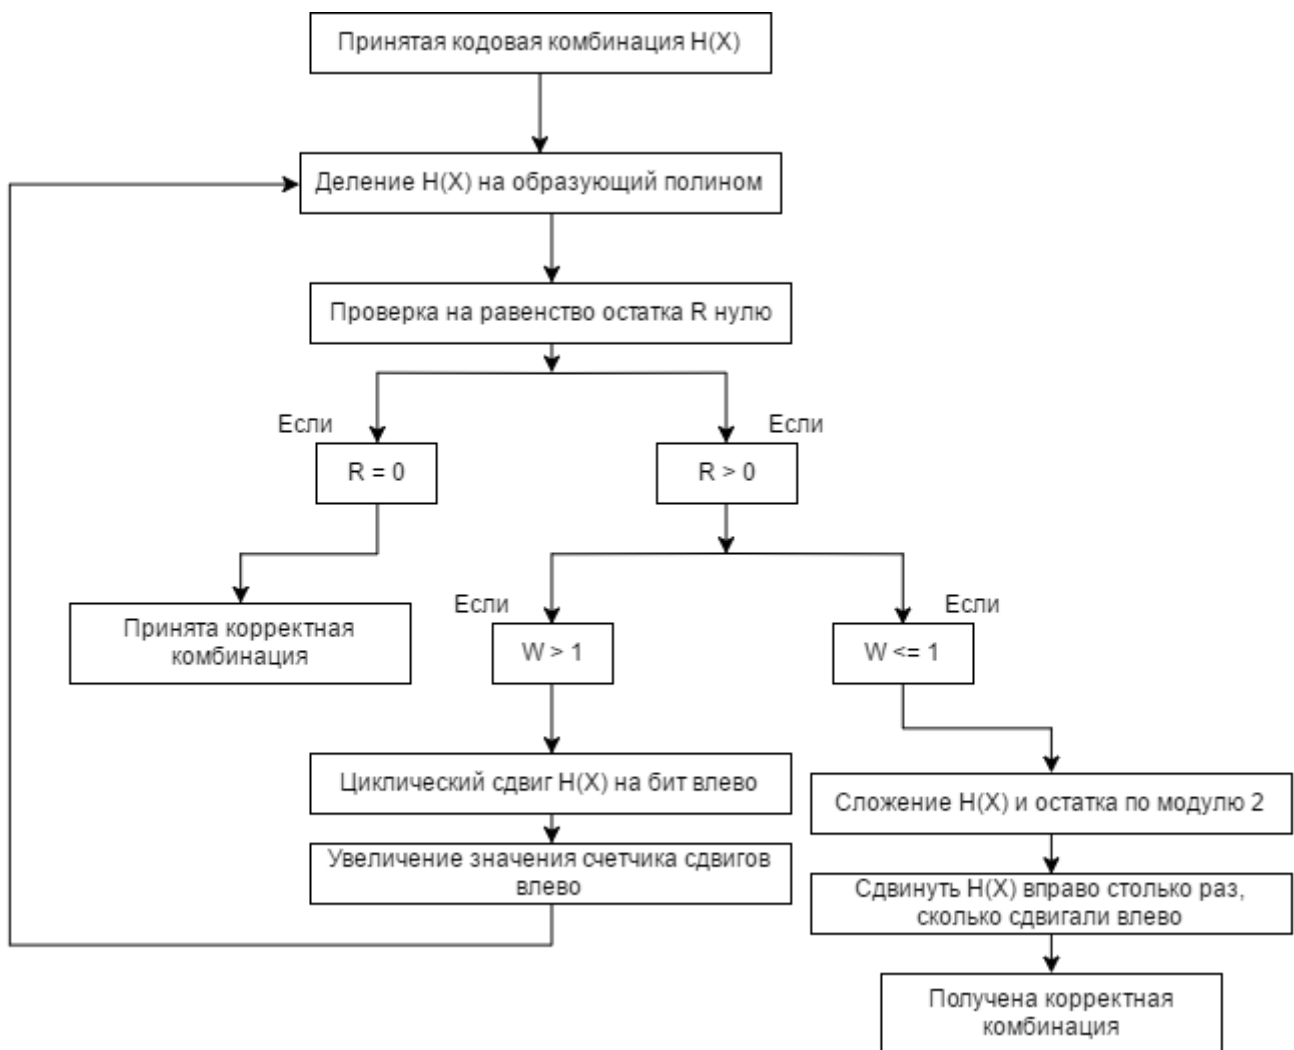 Принятая кодовая комбинация H(X)
Деление H(X) на образующий полином
Проверка на равенство остатка R нулю
Если
Если
R = 0
R > 0
Если
Если
Принята корректная
комбинация
W > 1
W <= 1
Циклический сдвиг H(X) на бит влево
Сложение H(X) и остатка по модулю 2
Увеличение значения счетчика сдвигов
влево
Сдвинуть H(X) вправо столько раз,
сколько сдвигали влево
Получена корректная
комбинация